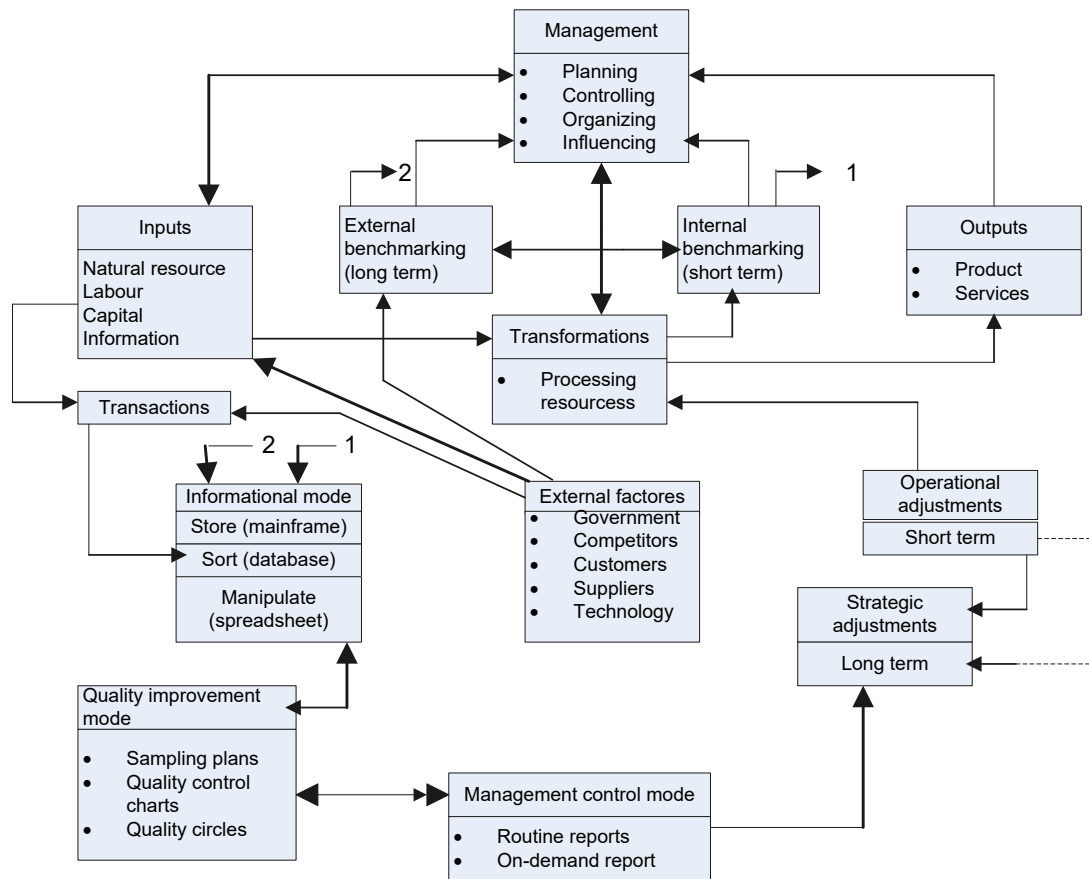 Management
• Planning
• Controlling
• Organizing
• Influencing
2
1
Inputs
Natural resource
Labour
Capital
Information
External
benchmarking
(long term)
Internal
benchmarking
(short term)
Outputs
• Product
• Services
Transformations
• Processing
resourcess
Transactions
2
1
Informational mode
Store (mainframe)
Sort (database)
Manipulate
(spreadsheet)
External factores
• Government
• Competitors
• Customers
• Suppliers
• Technology
Operational
adjustments
Short term
Strategic
adjustments
Long term
Quality improvement
mode
• Sampling plans
• Quality control
charts
• Quality circles
Management control mode
• Routine reports
• On-demand report